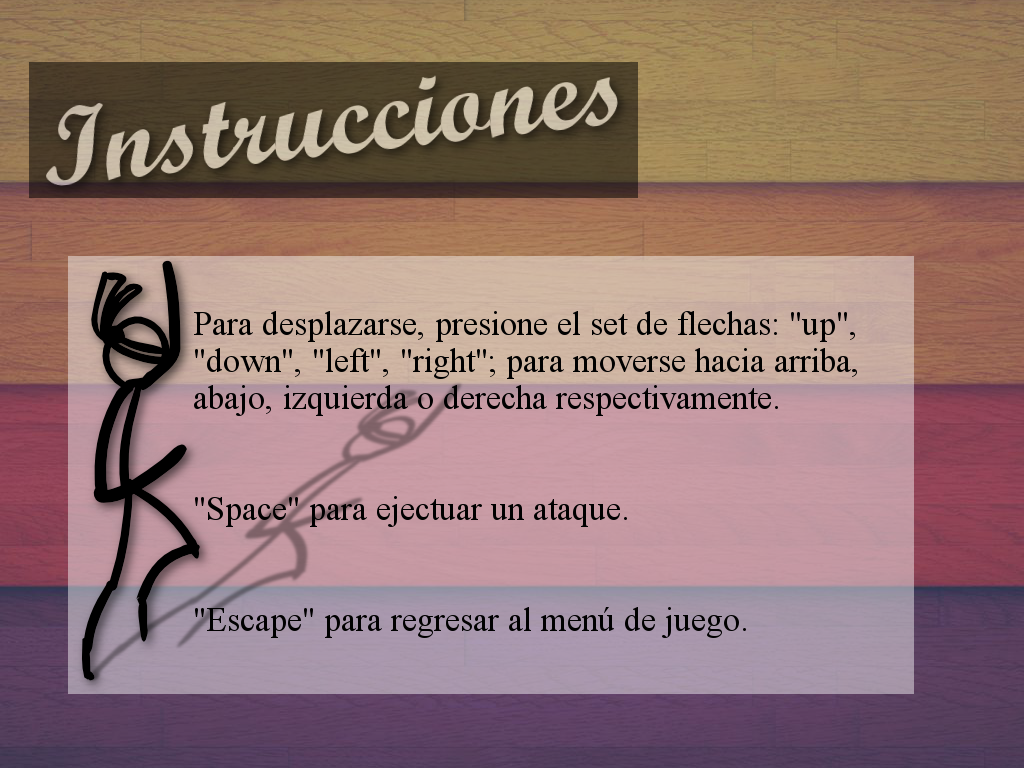 Instrucciones
Para desplazarse, presione el set de flechas: "up",
"down", "left", "right"; para moverse hacia arriba,
abajo, izquierda o derecha respectivamente.
"Space" para ejectuar un ataque.
"Escape" para regresar al menú de juego.